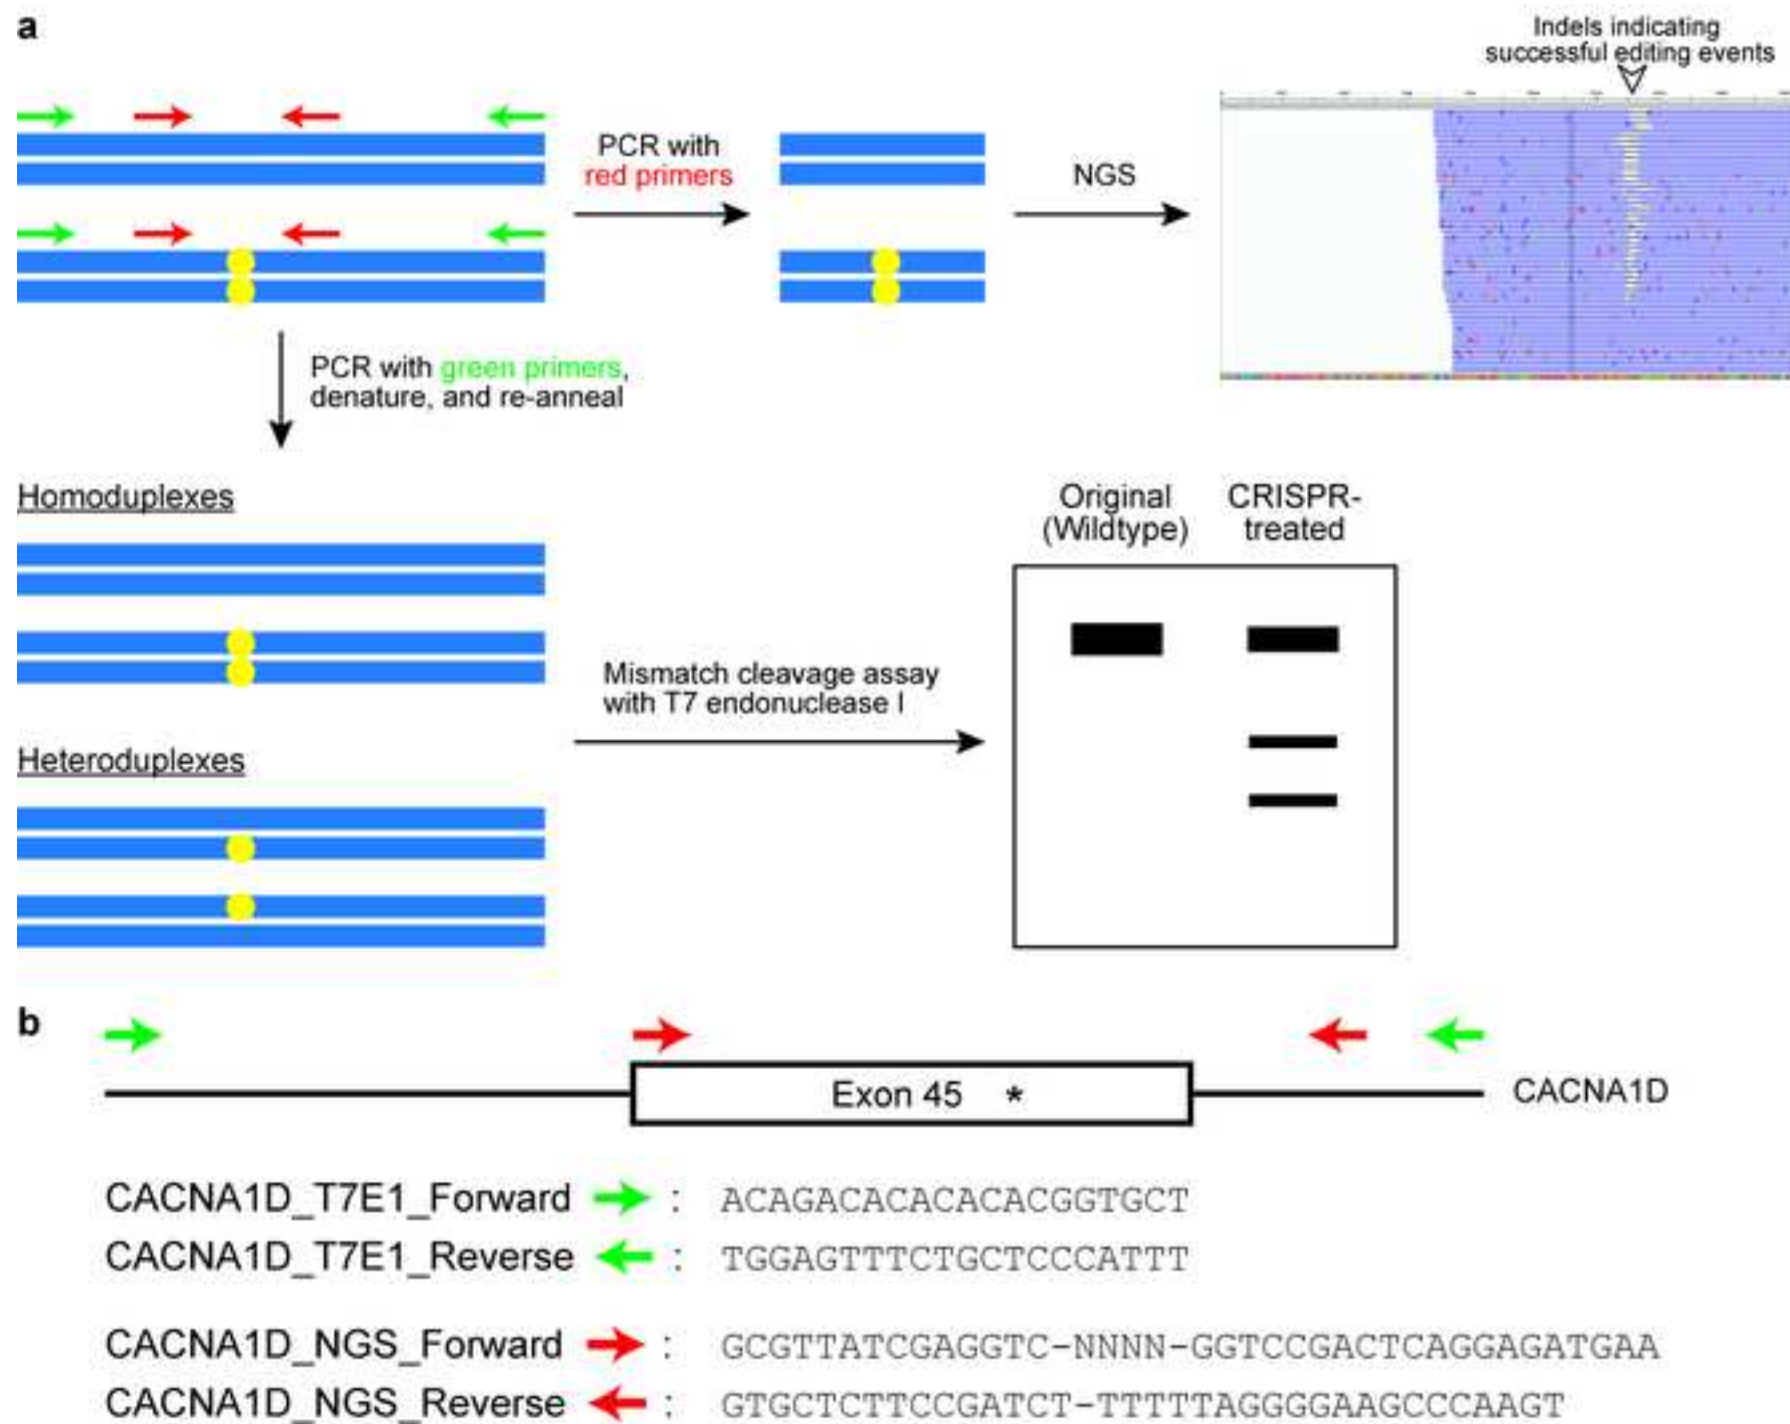 a
Indels indicating
successful editing events
PCR with
red primers
NGS
PCR with green primers,
denature, and re-anneal
Homoduplexes
Original
(Wildtype)
CRISPR-
treated
Mismatch cleavage assay
with T7 endonuclease I
Heteroduplexes
b
Exon 45 *
CACNA1D
CACNA1D_T7E1_Forward : ACAGACACACACACGGTGCT
CACNA1D_T7E1_Reverse : TGGAGTTTCTGCTCCCATTT
CACNA1D_NGS_Forward : GCGTTATCGAGGTC-NNNN-GGTCCGACTCAGGAGATGAA
CACNA1D_NGS_Reverse : GTGCTCTTCCGATCT-TTTTTAGGGGAAGCCCAAGT